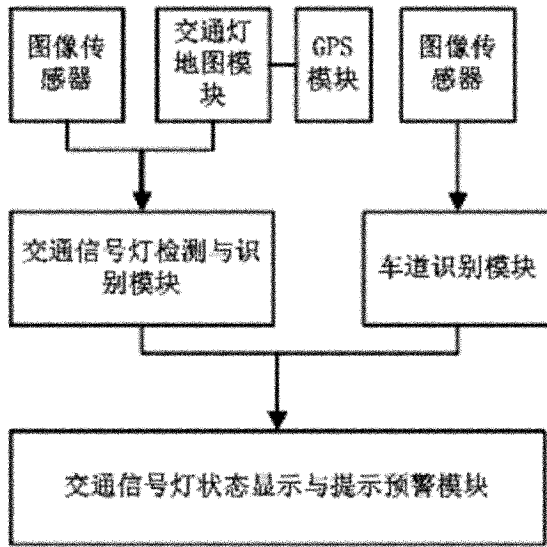 图像传
感器
交通灯
地图模
块
GPS
模块
图像传
感器
交通信号灯检测与识
别模块
车道识别模块
交通信号灯状态显示与提示预警模块